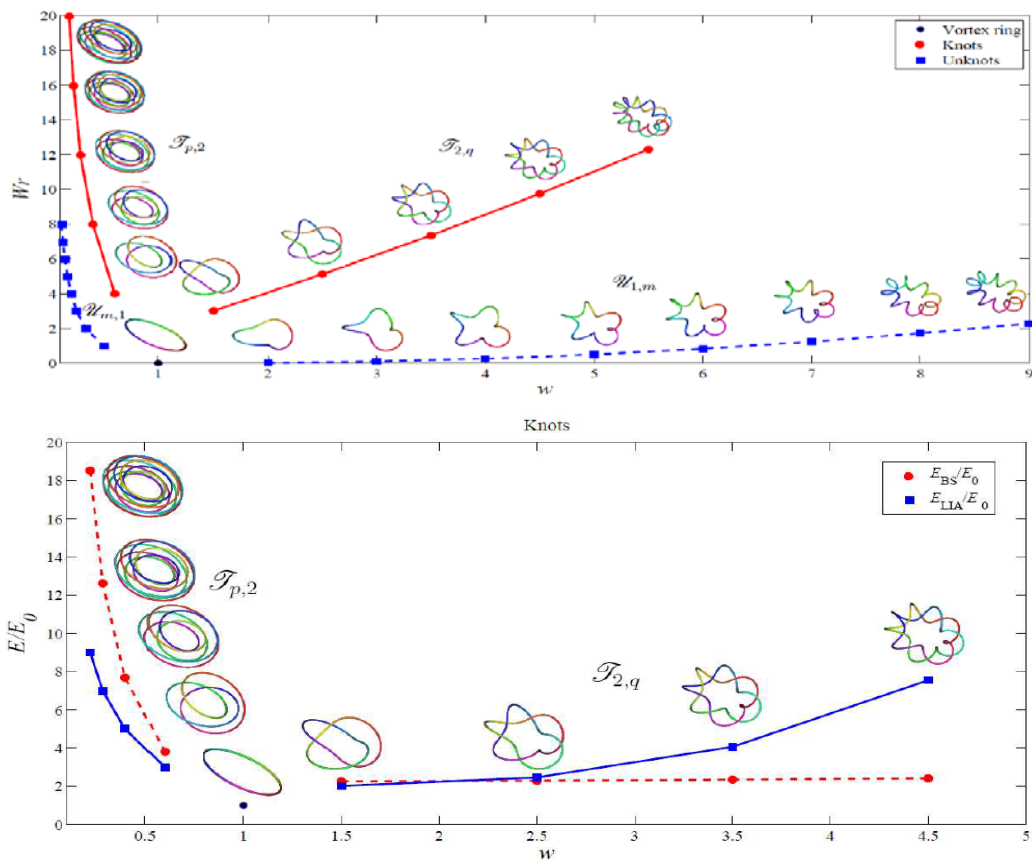 20
18
16
14
12
10
8
6
4
2
0
Wr
Vortex ring
Knots
Unknots
𝒯p,2
𝒯2,q
𝒰m,1
𝒰1,m
1 2 3 4 5 6 7 8 9
w
Knots
20
18
16
14
12
10
8
6
4
2
0
E/E0
EBS/E0
ELIA/E0
𝒯p,2
𝒯2,q
0.5 1 1.5 2 2.5 3 3.5 4 4.5 5
w